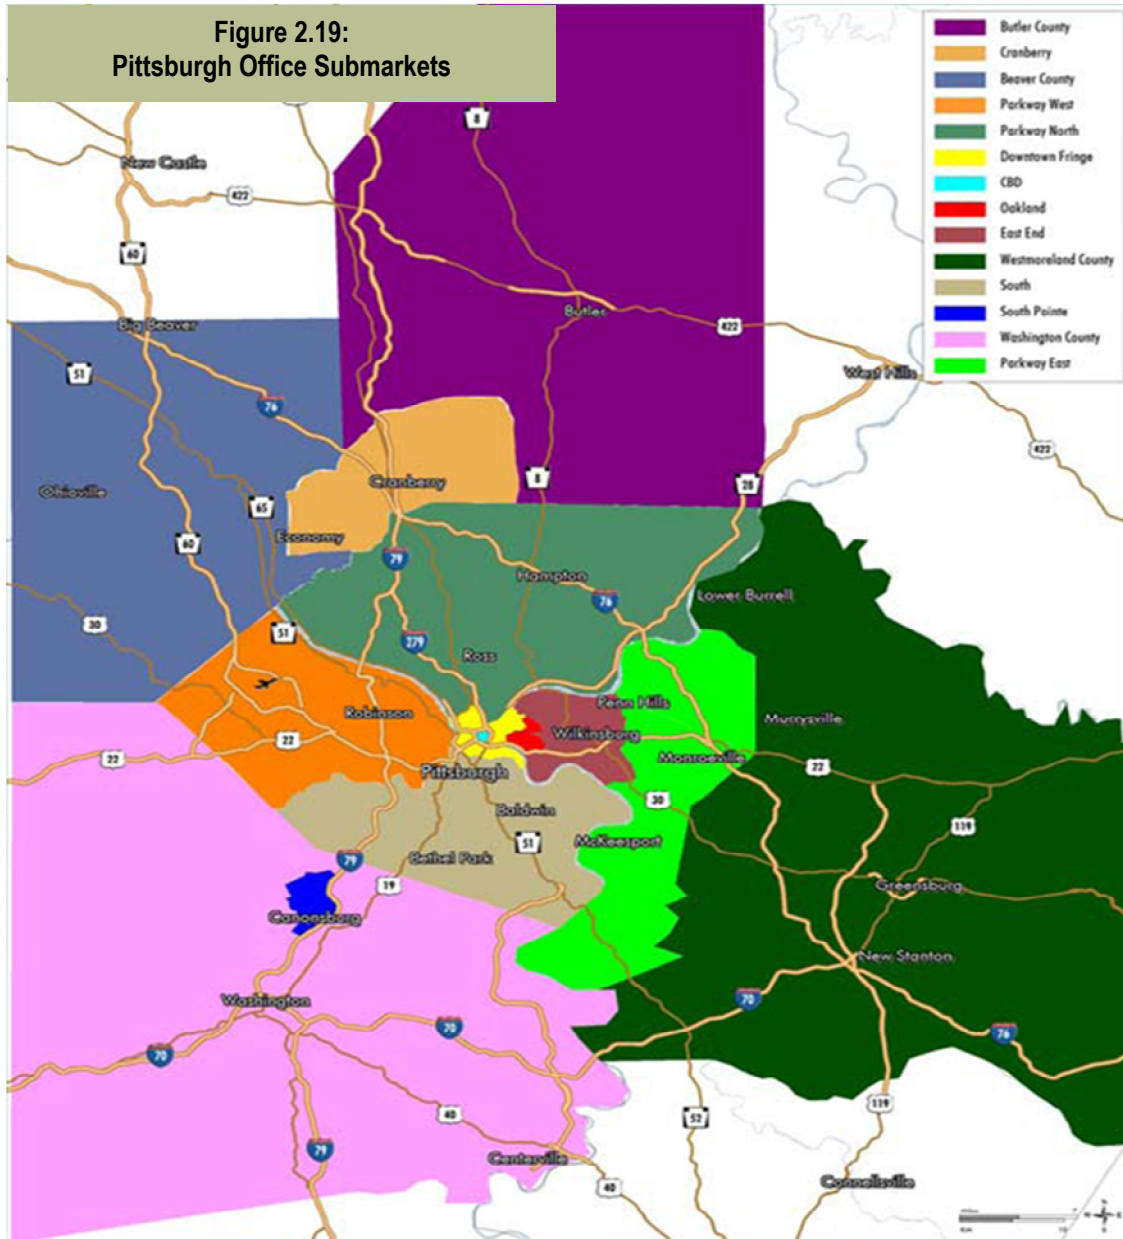 Figure 2.19:
Pittsburgh Office Submarkets
Butler County
Cranberry
Beaver County
Parkway West
Parkway North
Downtown Fringe
CBD
Oakland
East End
Westmoreland County
South
South Pointe
Washington County
Parkway East
8
New Castle
422
60
Butler
Big Beaver
422
51
West Hills
76
422
8
Cranberry
28
Ohioville
65
Economy
60
79
Hampton
76
Lower Burrell
30
51
279
Ross
Penn Hills
Robinson
Murrysville
Wilkinsburg
22
22
Monroeville
22
Pittsburgh
30
Baldwin
119
McKeesport
51
Bethel Park
79
19
Greensburg
Canonsburg
New Stanton
Washington
70
70
76
70
40
119
52
79
Centerville
40
Connellsville